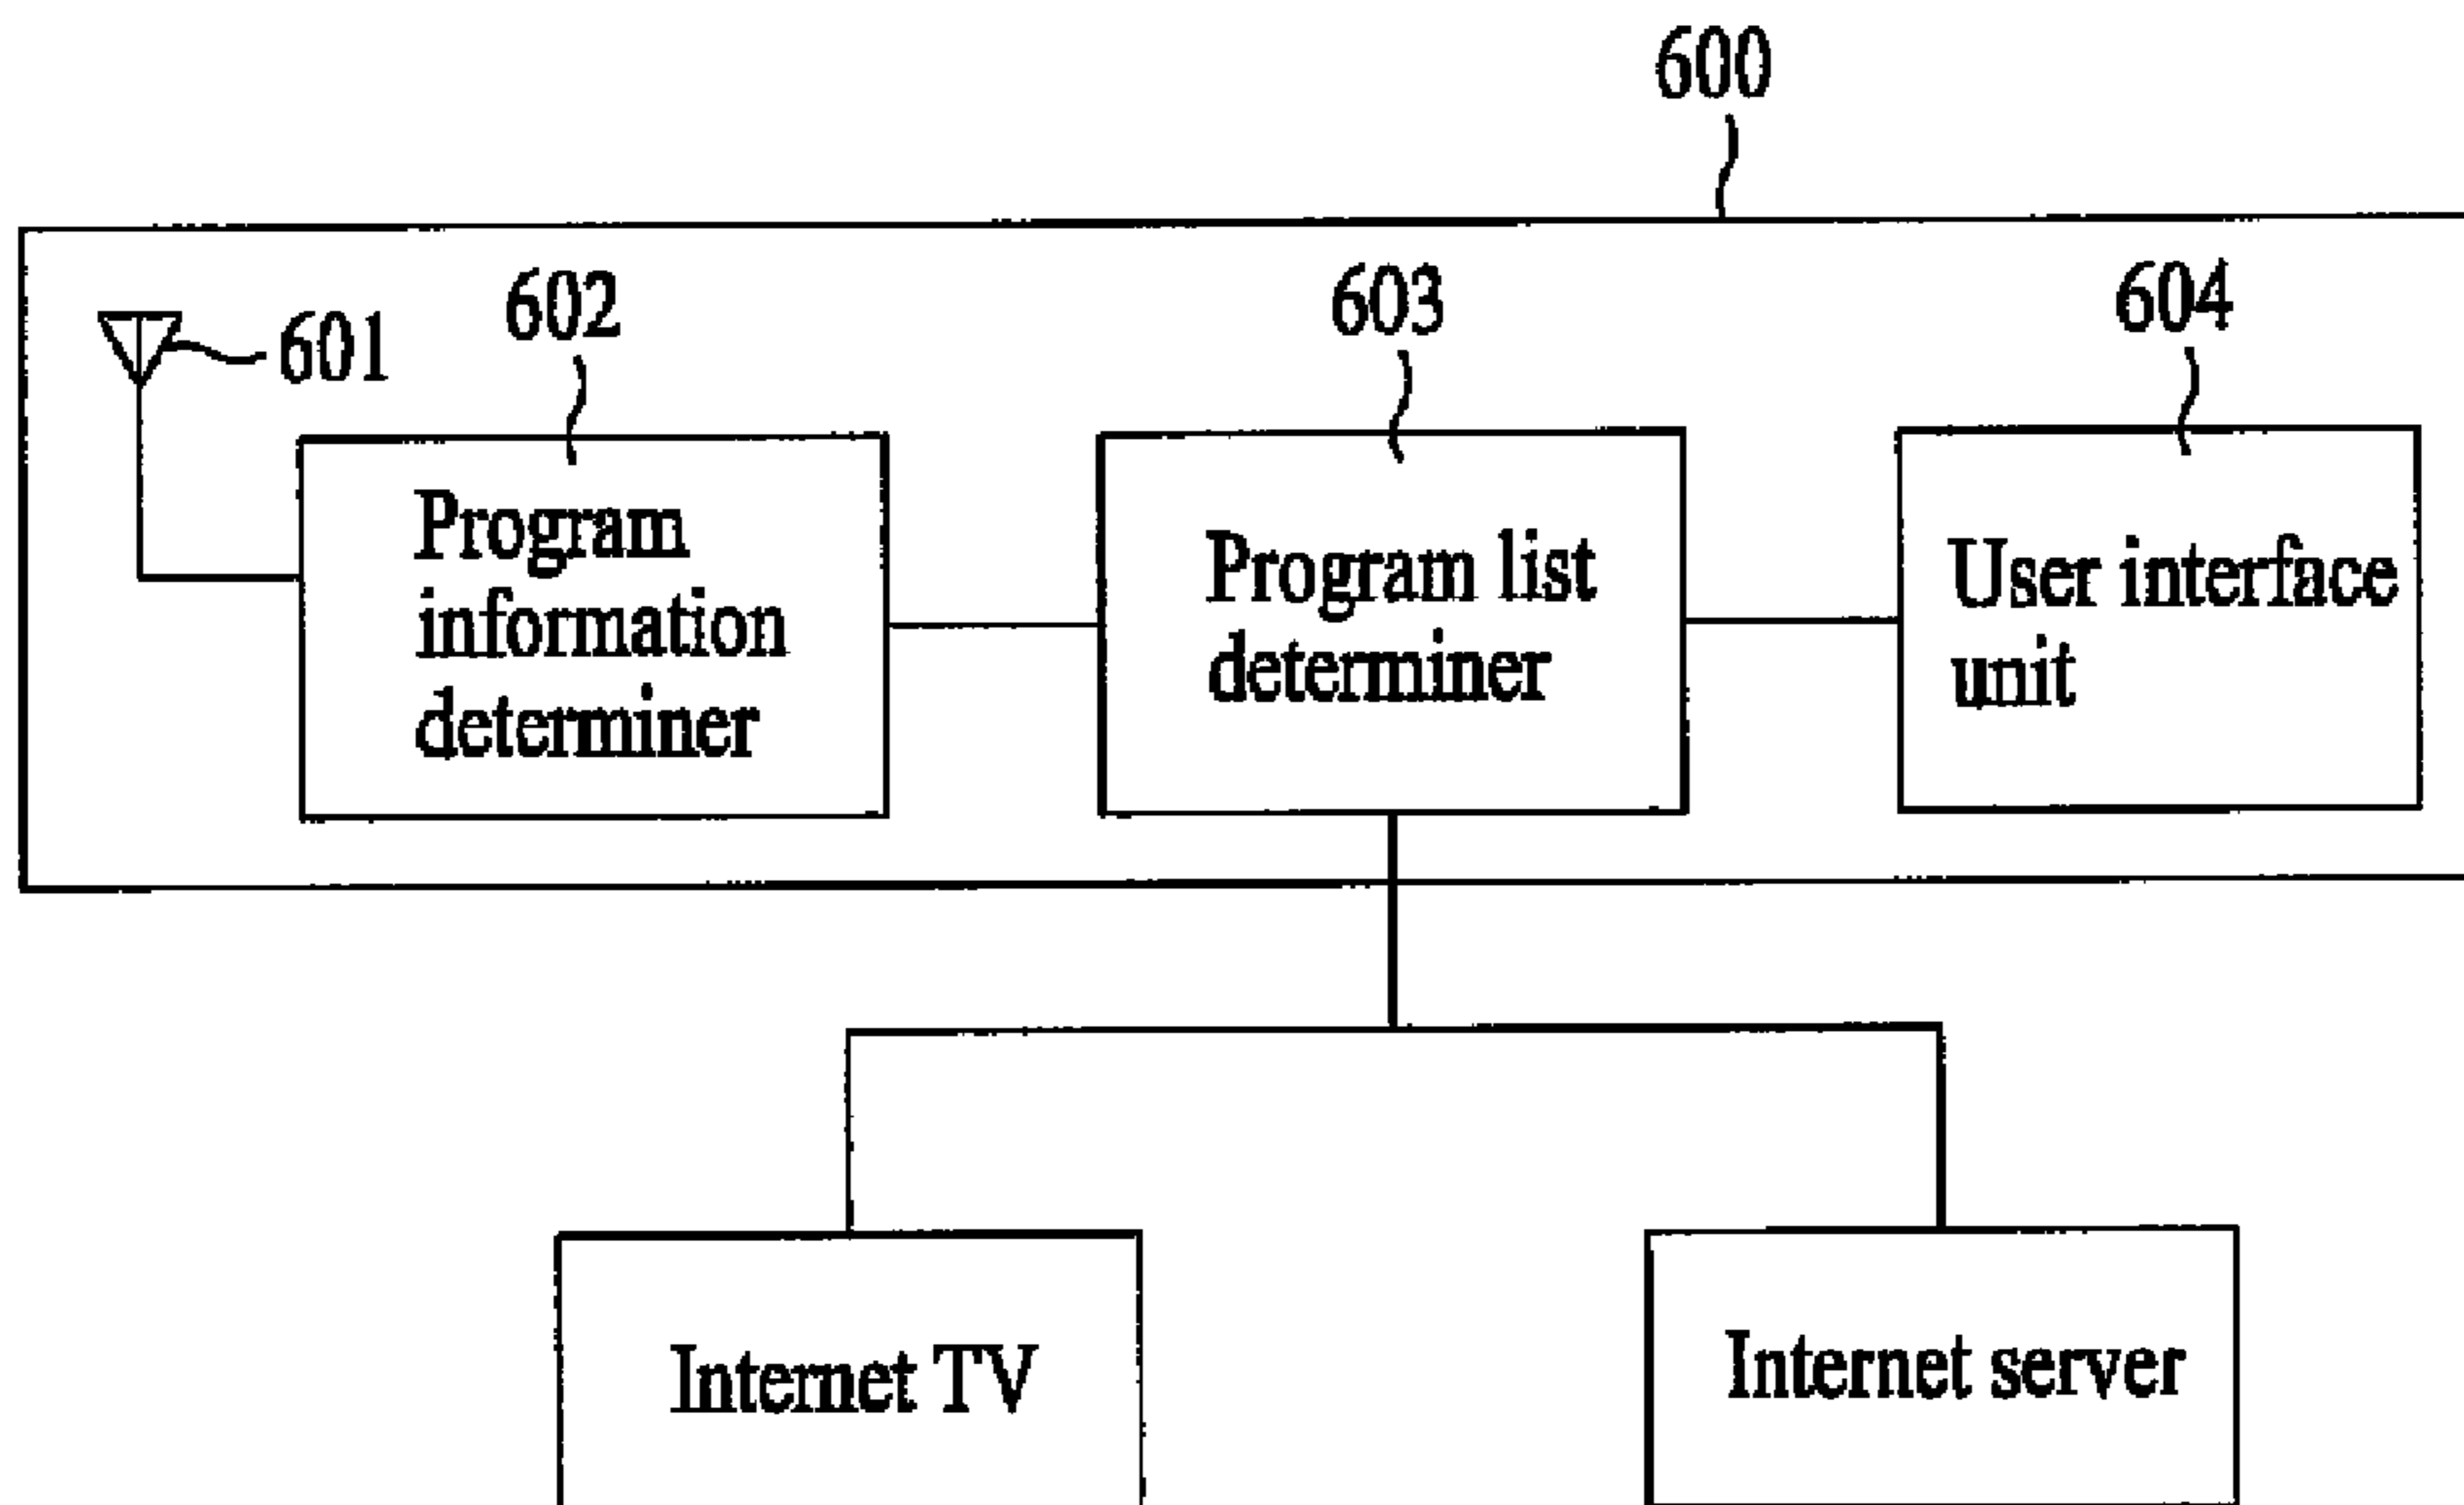 600
601
602
603
604
Program
information
determiner
Program list
determiner
User interface
unit
Internet TV
Internet server